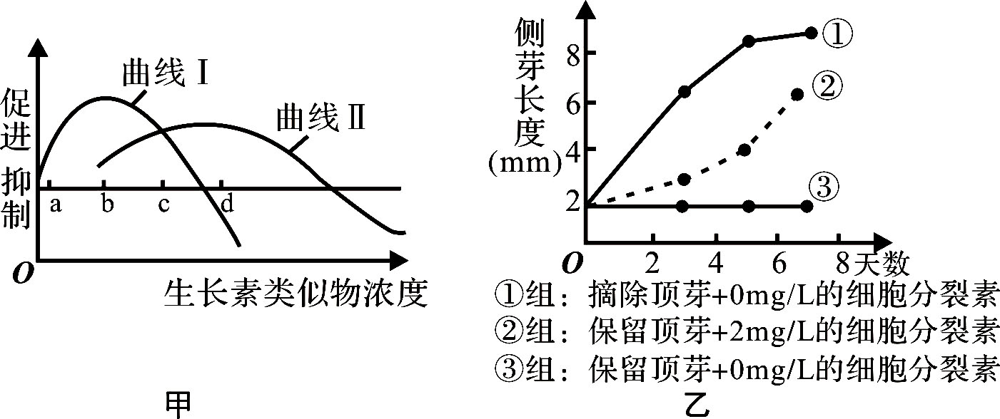 促进
抑制
曲线Ⅰ
曲线Ⅱ
a b c d
O
生长素类似物浓度
甲
侧芽长度
(mm)
8
6
4
2
①
②
③
O 2 4 6 8天数
①组：摘除顶芽+0mg/L的细胞分裂素
②组：保留顶芽+2mg/L的细胞分裂素
③组：保留顶芽+0mg/L的细胞分裂素
乙